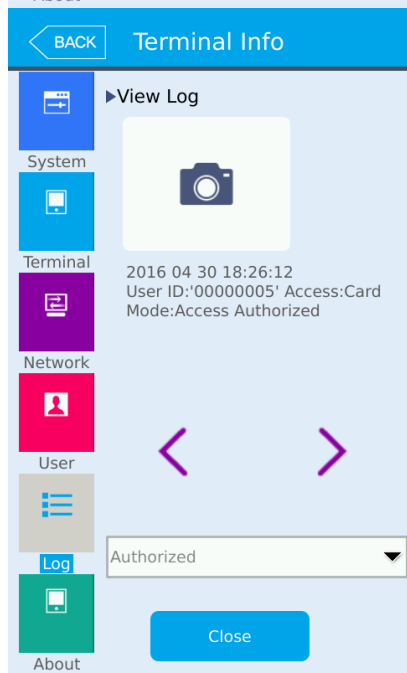 BACK Terminal Info
▶View Log
System
Terminal
2016 04 30 18:26:12
User ID:'00000005' Access:Card
Mode:Access Authorized
Network
User
Log
Authorized
Close
About